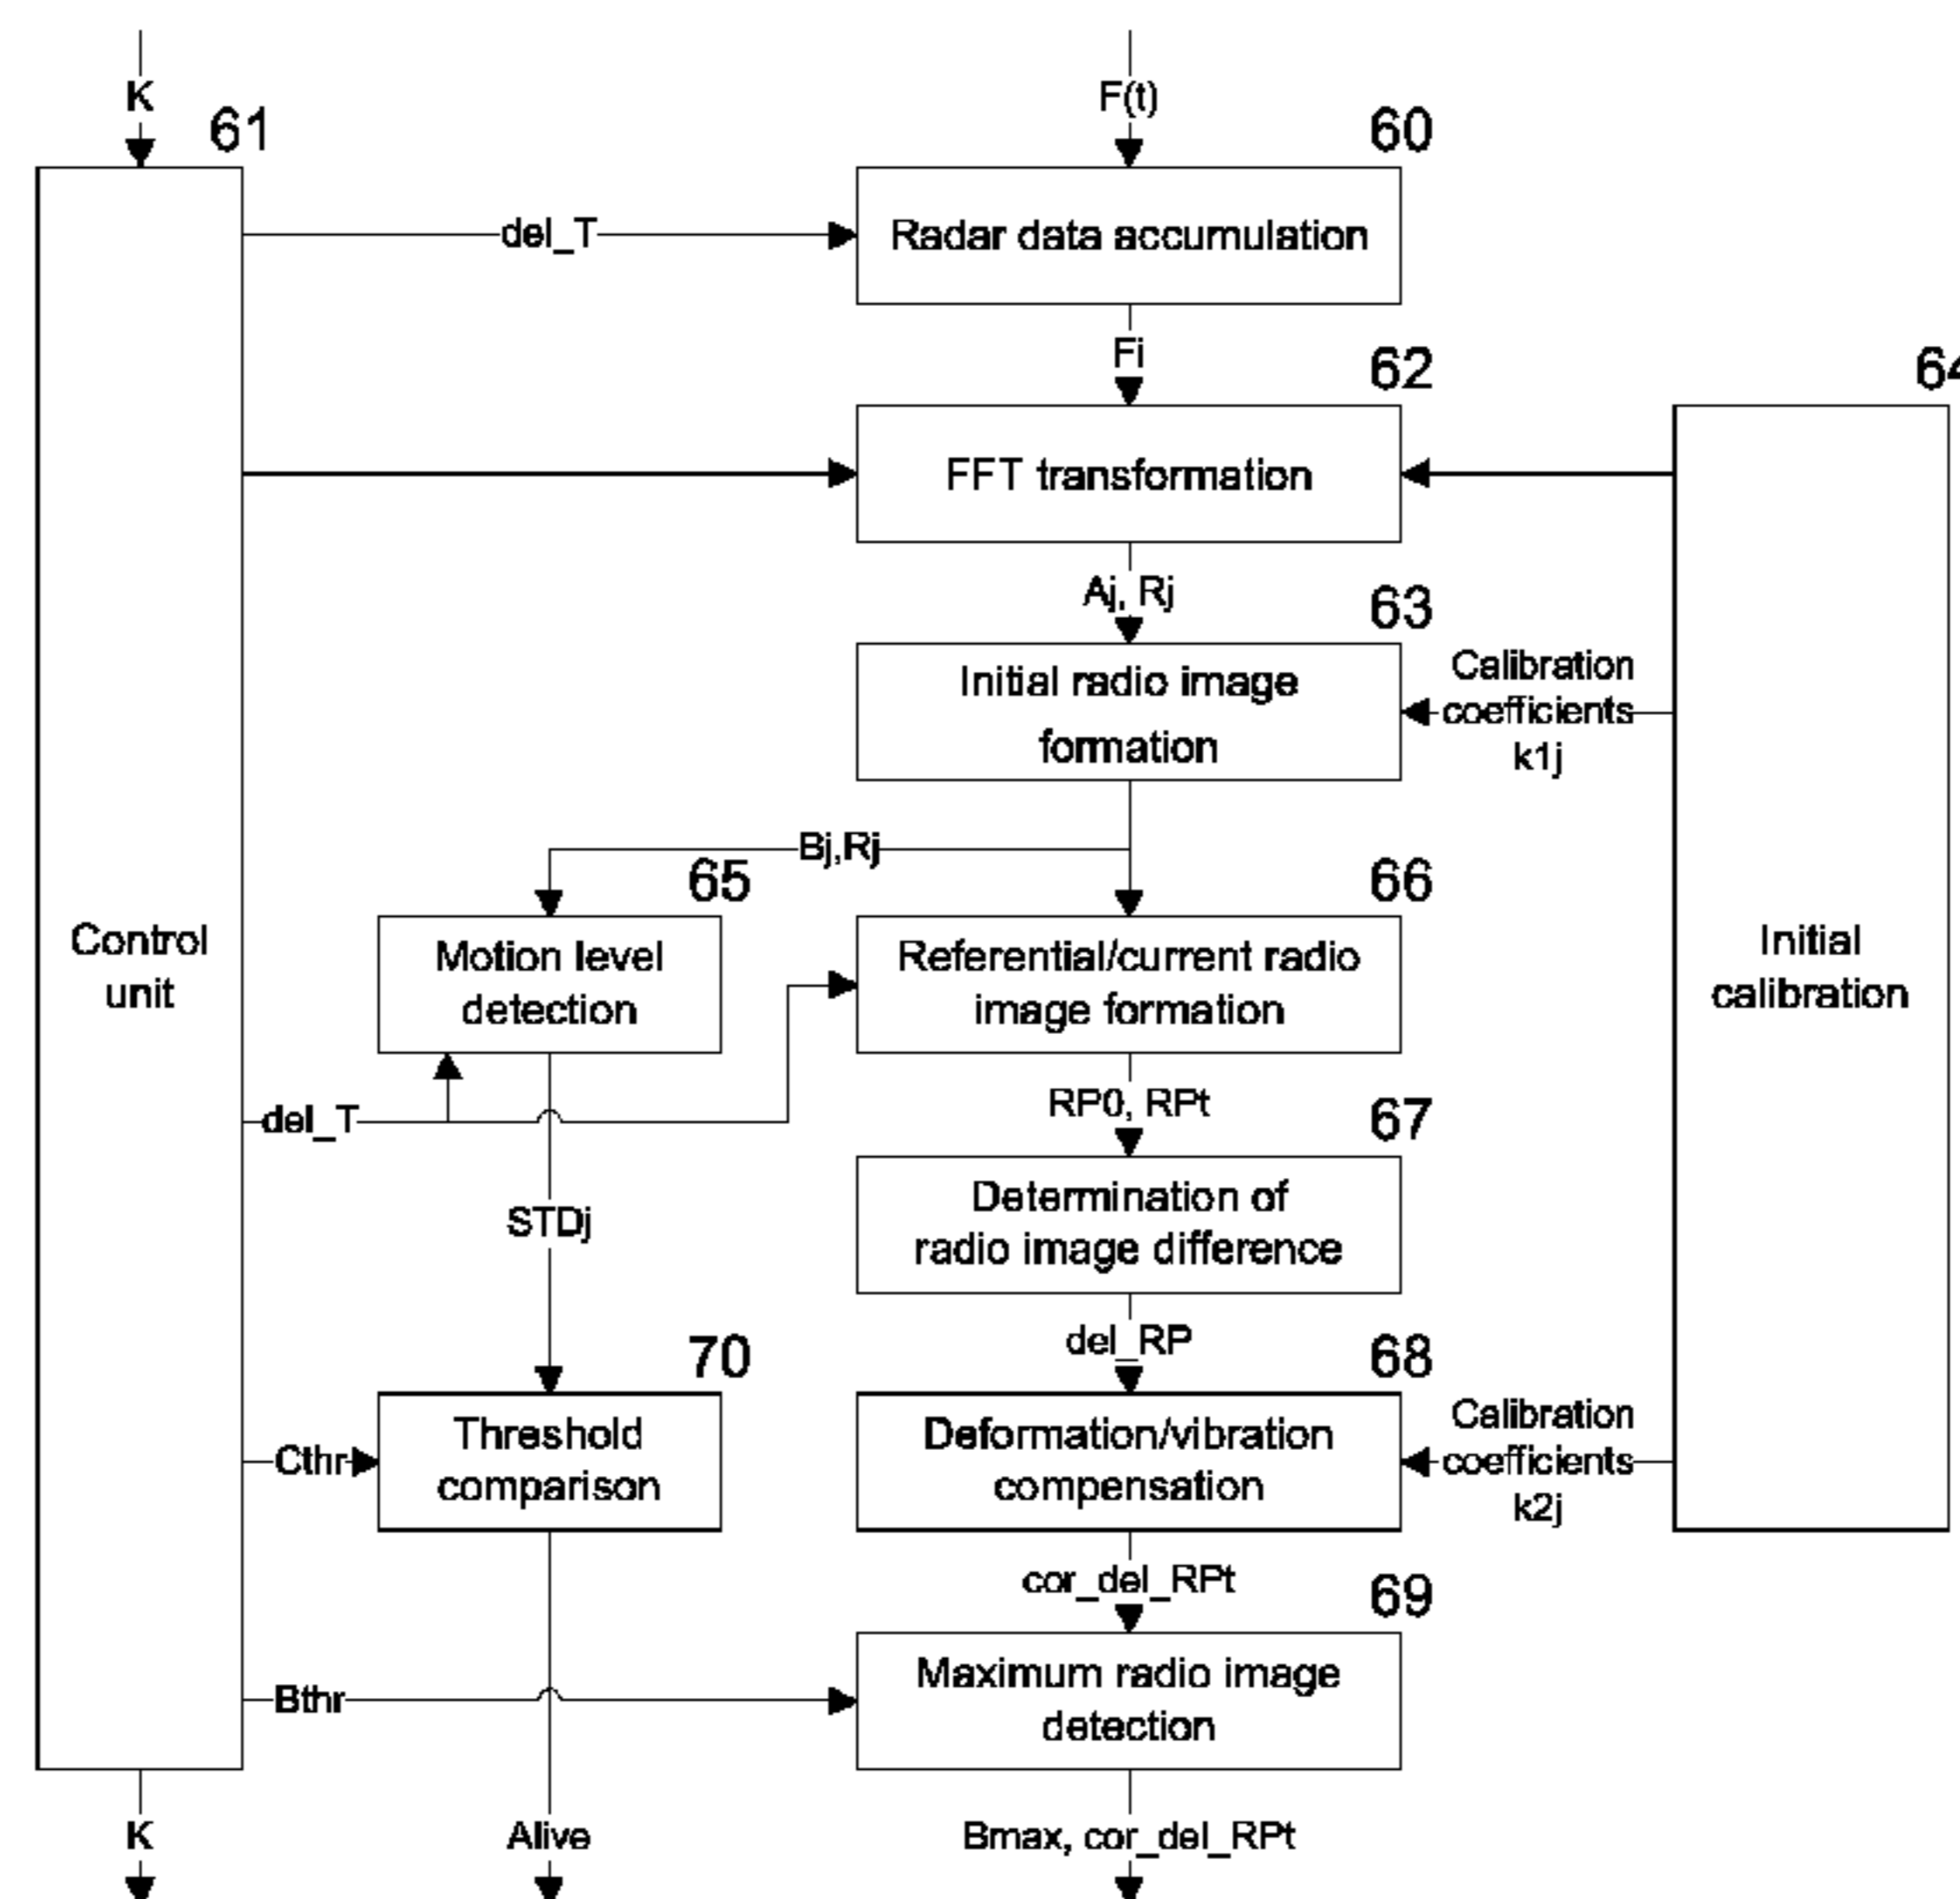 K
F(t)
61
60
del_T
Radar data accumulation
Fi
62
64
FFT transformation
Aj, Rj
63
Initial radio image
formation
Calibration
coefficients
k1j
Bj,Rj
65
66
Control
unit
Motion level
detection
Referential/current radio
image formation
Initial
calibration
del_T
RP0, RPt
67
STDj
Determination of
radio image difference
del_RP
70
68
Cthr
Threshold
comparison
Deformation/vibration
compensation
Calibration
coefficients
k2j
cor_del_RPt
69
Bthr
Maximum radio image
detection
K
Alive
Bmax, cor_del_RPt